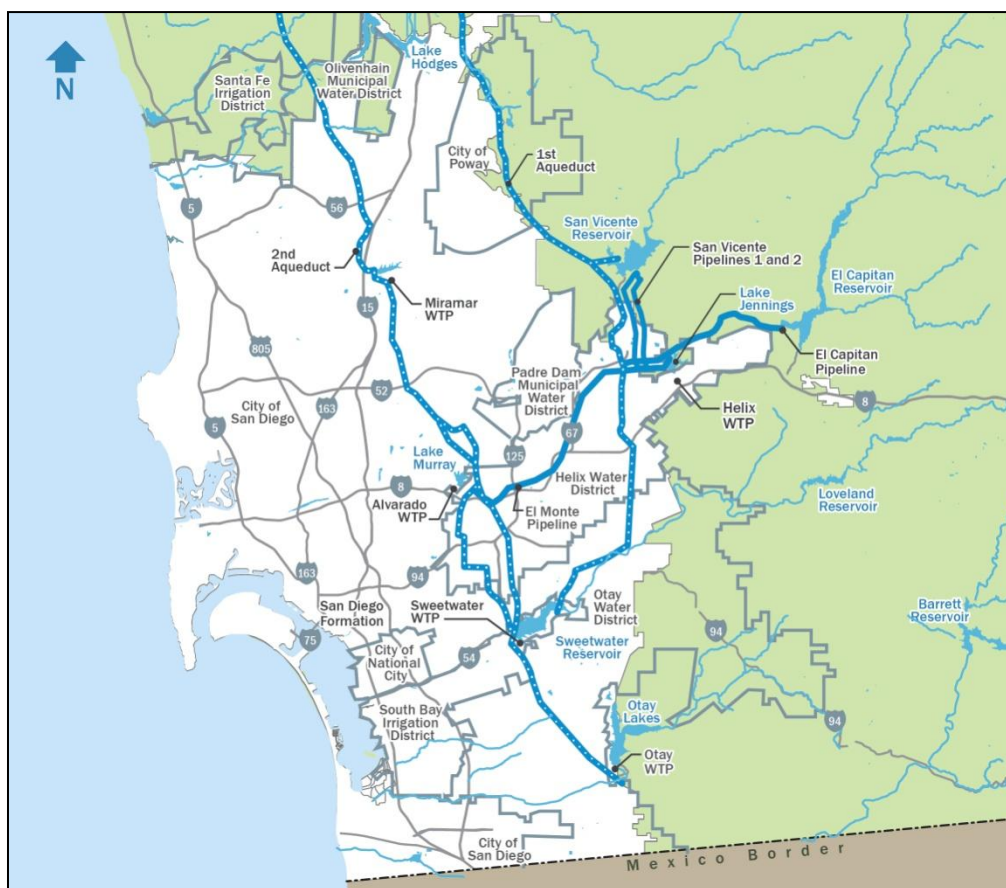 N
Santa Fe
Irrigation
District
Olivenhain
Municipal
Water District
Lake
Hodges
City of
Poway
1st
Aqueduct
5
56
San Vicente
Reservoir
San Vicente
Pipelines 1 and 2
2nd
Aqueduct
Miramar
WTP
15
Lake
Jennings
El Capitan
Reservoir
El Capitan
Pipeline
805
52
Padre Dam
Municipal
Water
District
City of
San Diego
163
5
67
Helix
WTP
8
Lake
Murray
125
8
Alvarado
WTP
Helix Water
District
El Monte
Pipeline
Loveland
Reservoir
163
94
San Diego
Formation
75
Sweetwater
WTP
Otay
Water
District
Sweetwater
Reservoir
Barrett
Reservoir
94
City of
National
City
54
South Bay
Irrigation
District
Otay
Lakes
94
Otay
WTP
City of
San Diego
Mexico Border